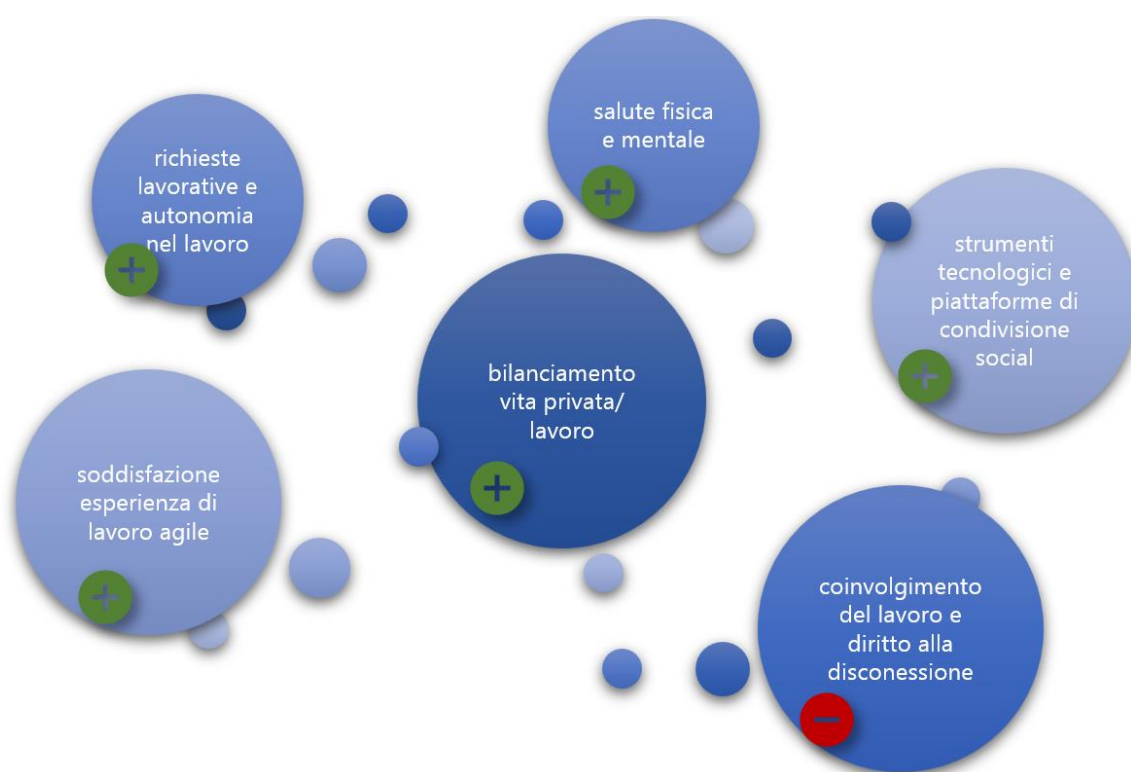 salute fisica
e mentale
richieste
lavorative e
autonomia
nel lavoro
strumenti
tecnologici e
piattaforme di
condivisione
social
bilanciamento
vita privata/
lavoro
soddisfazione
esperienza di
lavoro agile
coinvolgimento
del lavoro e
diritto alla
disconessione